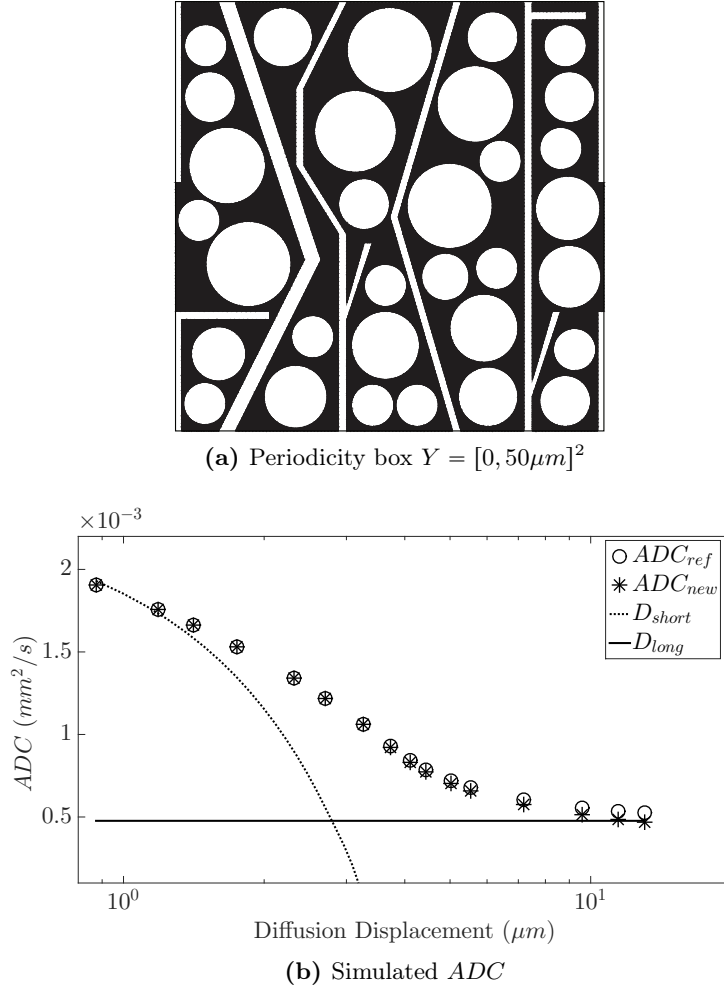 (a) Periodicity box Y = [0, 50μm]²
×10⁻³
2
1.5
1
0.5
ADC (mm²/s)
ADC_ref
ADC_new
D_short
D_long
10⁰
10¹
Diffusion Displacement (μm)
(b) Simulated ADC